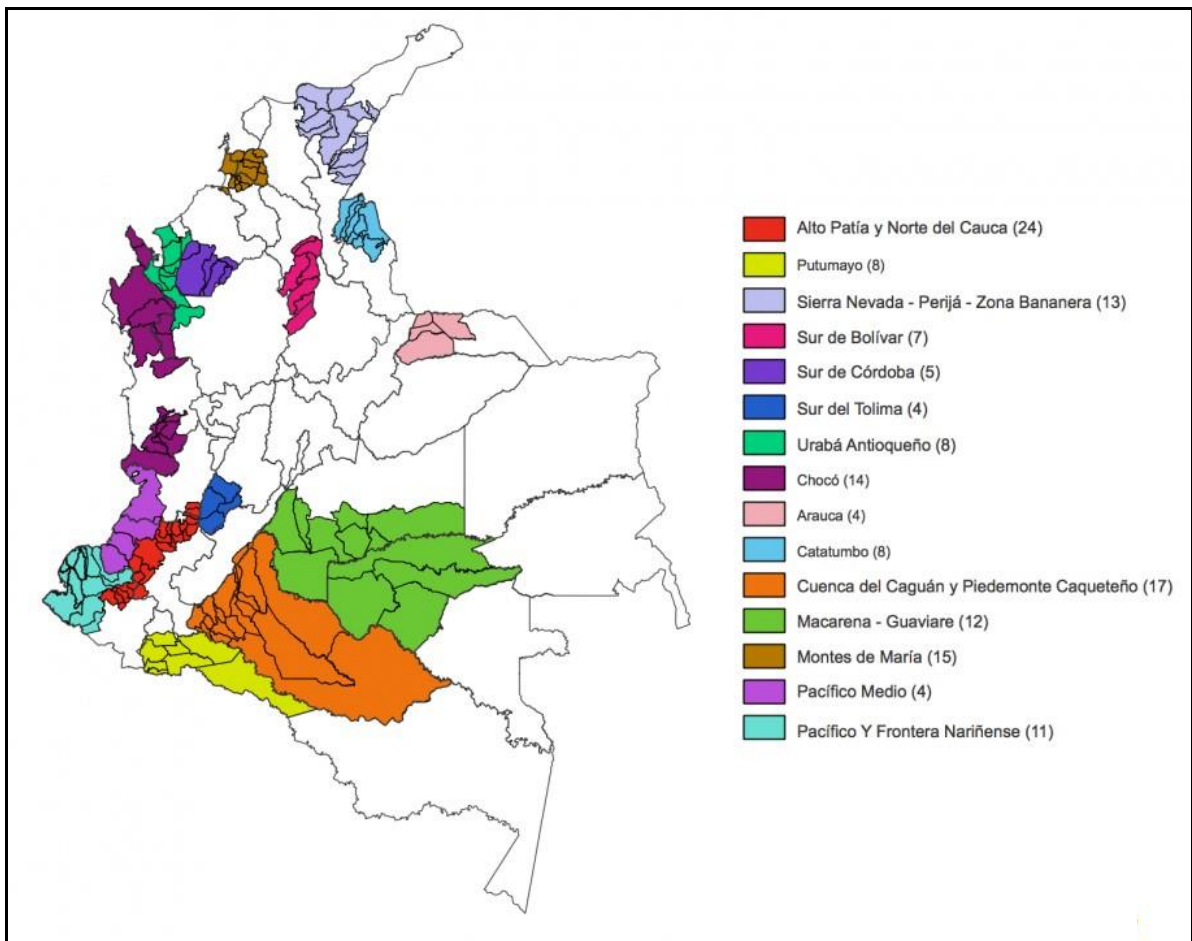 Alto Patía y Norte del Cauca (24)
Putumayo (8)
Sierra Nevada - Perijá - Zona Bananera (13)
Sur de Bolívar (7)
Sur de Córdoba (5)
Sur del Tolima (4)
Urabá Antioqueño (8)
Chocó (14)
Arauca (4)
Catatumbo (8)
Cuenca del Caguán y Piedemonte Caqueteño (17)
Macarena - Guaviare (12)
Montes de María (15)
Pacífico Medio (4)
Pacífico Y Frontera Nariñense (11)